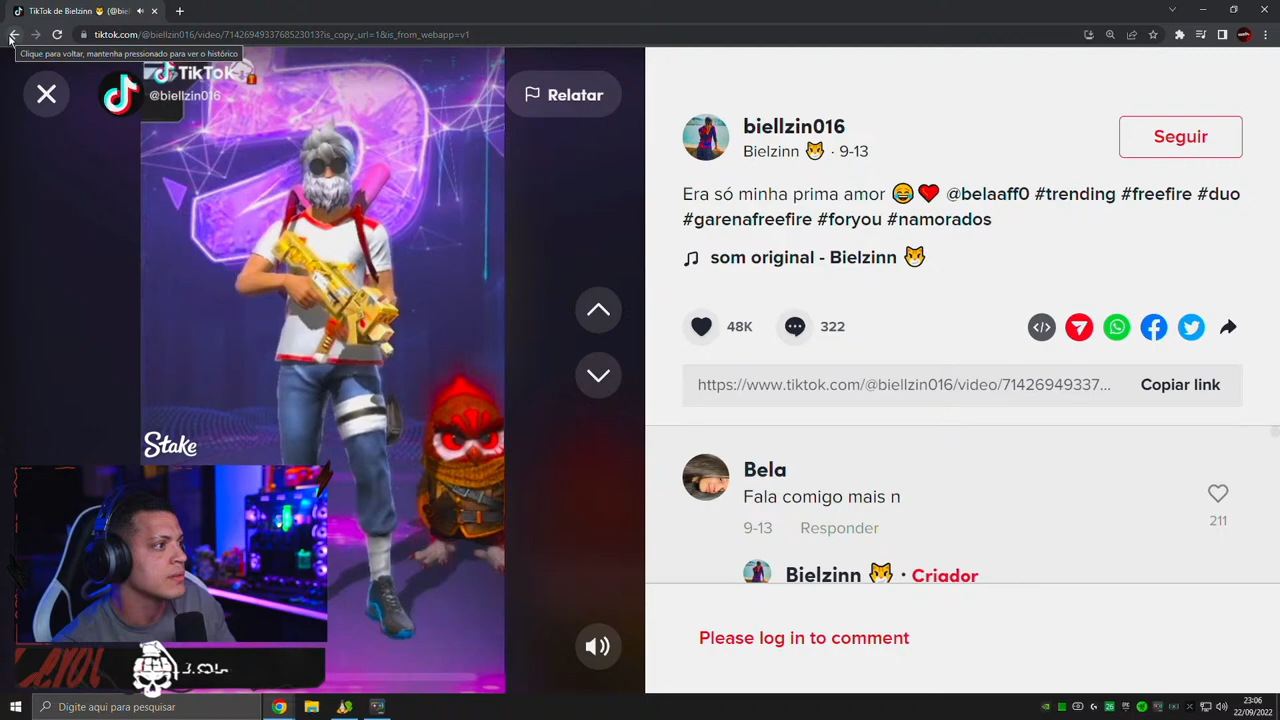 TikTok de Bielzinn 🐱 (@biel
tiktok.com/@biellzin016/video/7142694933768523013?is_copy_url=1&is_from_webapp=v1
Clique para voltar, mantenha pressionado para ver o histórico
TikTok
@biellzin016
Relatar
Stake
biellzin016
Bielzinn 🐱 · 9-13
Seguir
Era só minha prima amor 😂❤️ @belaaff0 #trending #freefire #duo
#garenafreefire #foryou #namorados
som original - Bielzinn 🐱
48K
322
https://www.tiktok.com/@biellzin016/video/71426949337...
Copiar link
Bela
Fala comigo mais n
9-13 Responder
211
Bielzinn 🐱 · Criador
Please log in to comment
Digite aqui para pesquisar
26
23:06
22/09/2022